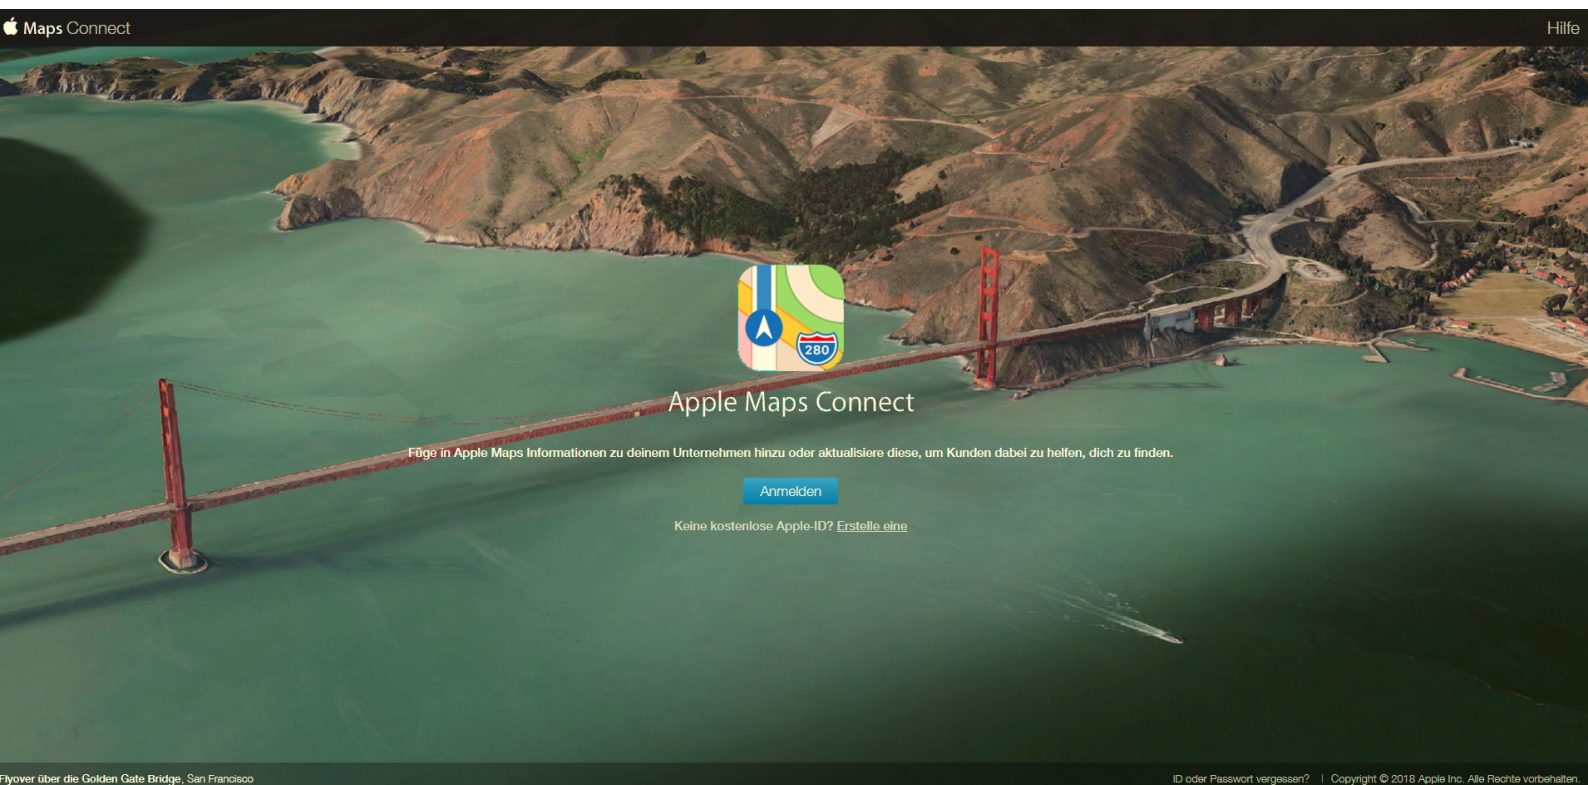 Maps Connect
Hilfe
280
Apple Maps Connect
Füge in Apple Maps Informationen zu deinem Unternehmen hinzu oder aktualisiere diese, um Kunden dabei zu helfen, dich zu finden.
Anmelden
Keine kostenlose Apple-ID? Erstelle eine
Flyover über die Golden Gate Bridge, San Francisco
ID oder Passwort vergessen? | Copyright © 2018 Apple Inc. Alle Rechte vorbehalten.